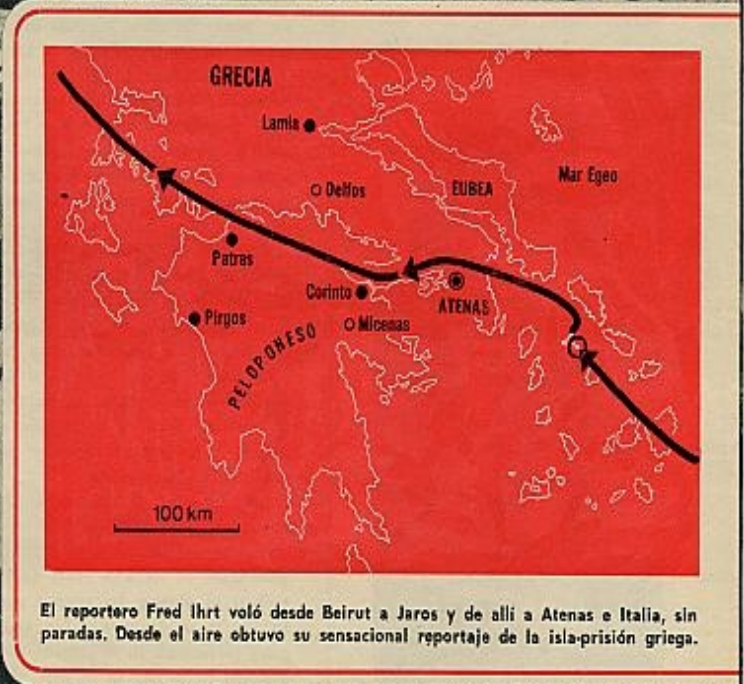 GRECIA
Lamia
Mar Egeo
Delfos
EUBEA
Patras
Corinto
ATENAS
Pirgos
Micenas
PELOPONESO
100 km
El reportero Fred Ihrt voló desde Beirut a Jaros y de allí a Atenas e Italia, sin
paradas. Desde el aire obtuvo su sensacional reportaje de la isla-prisión griega.